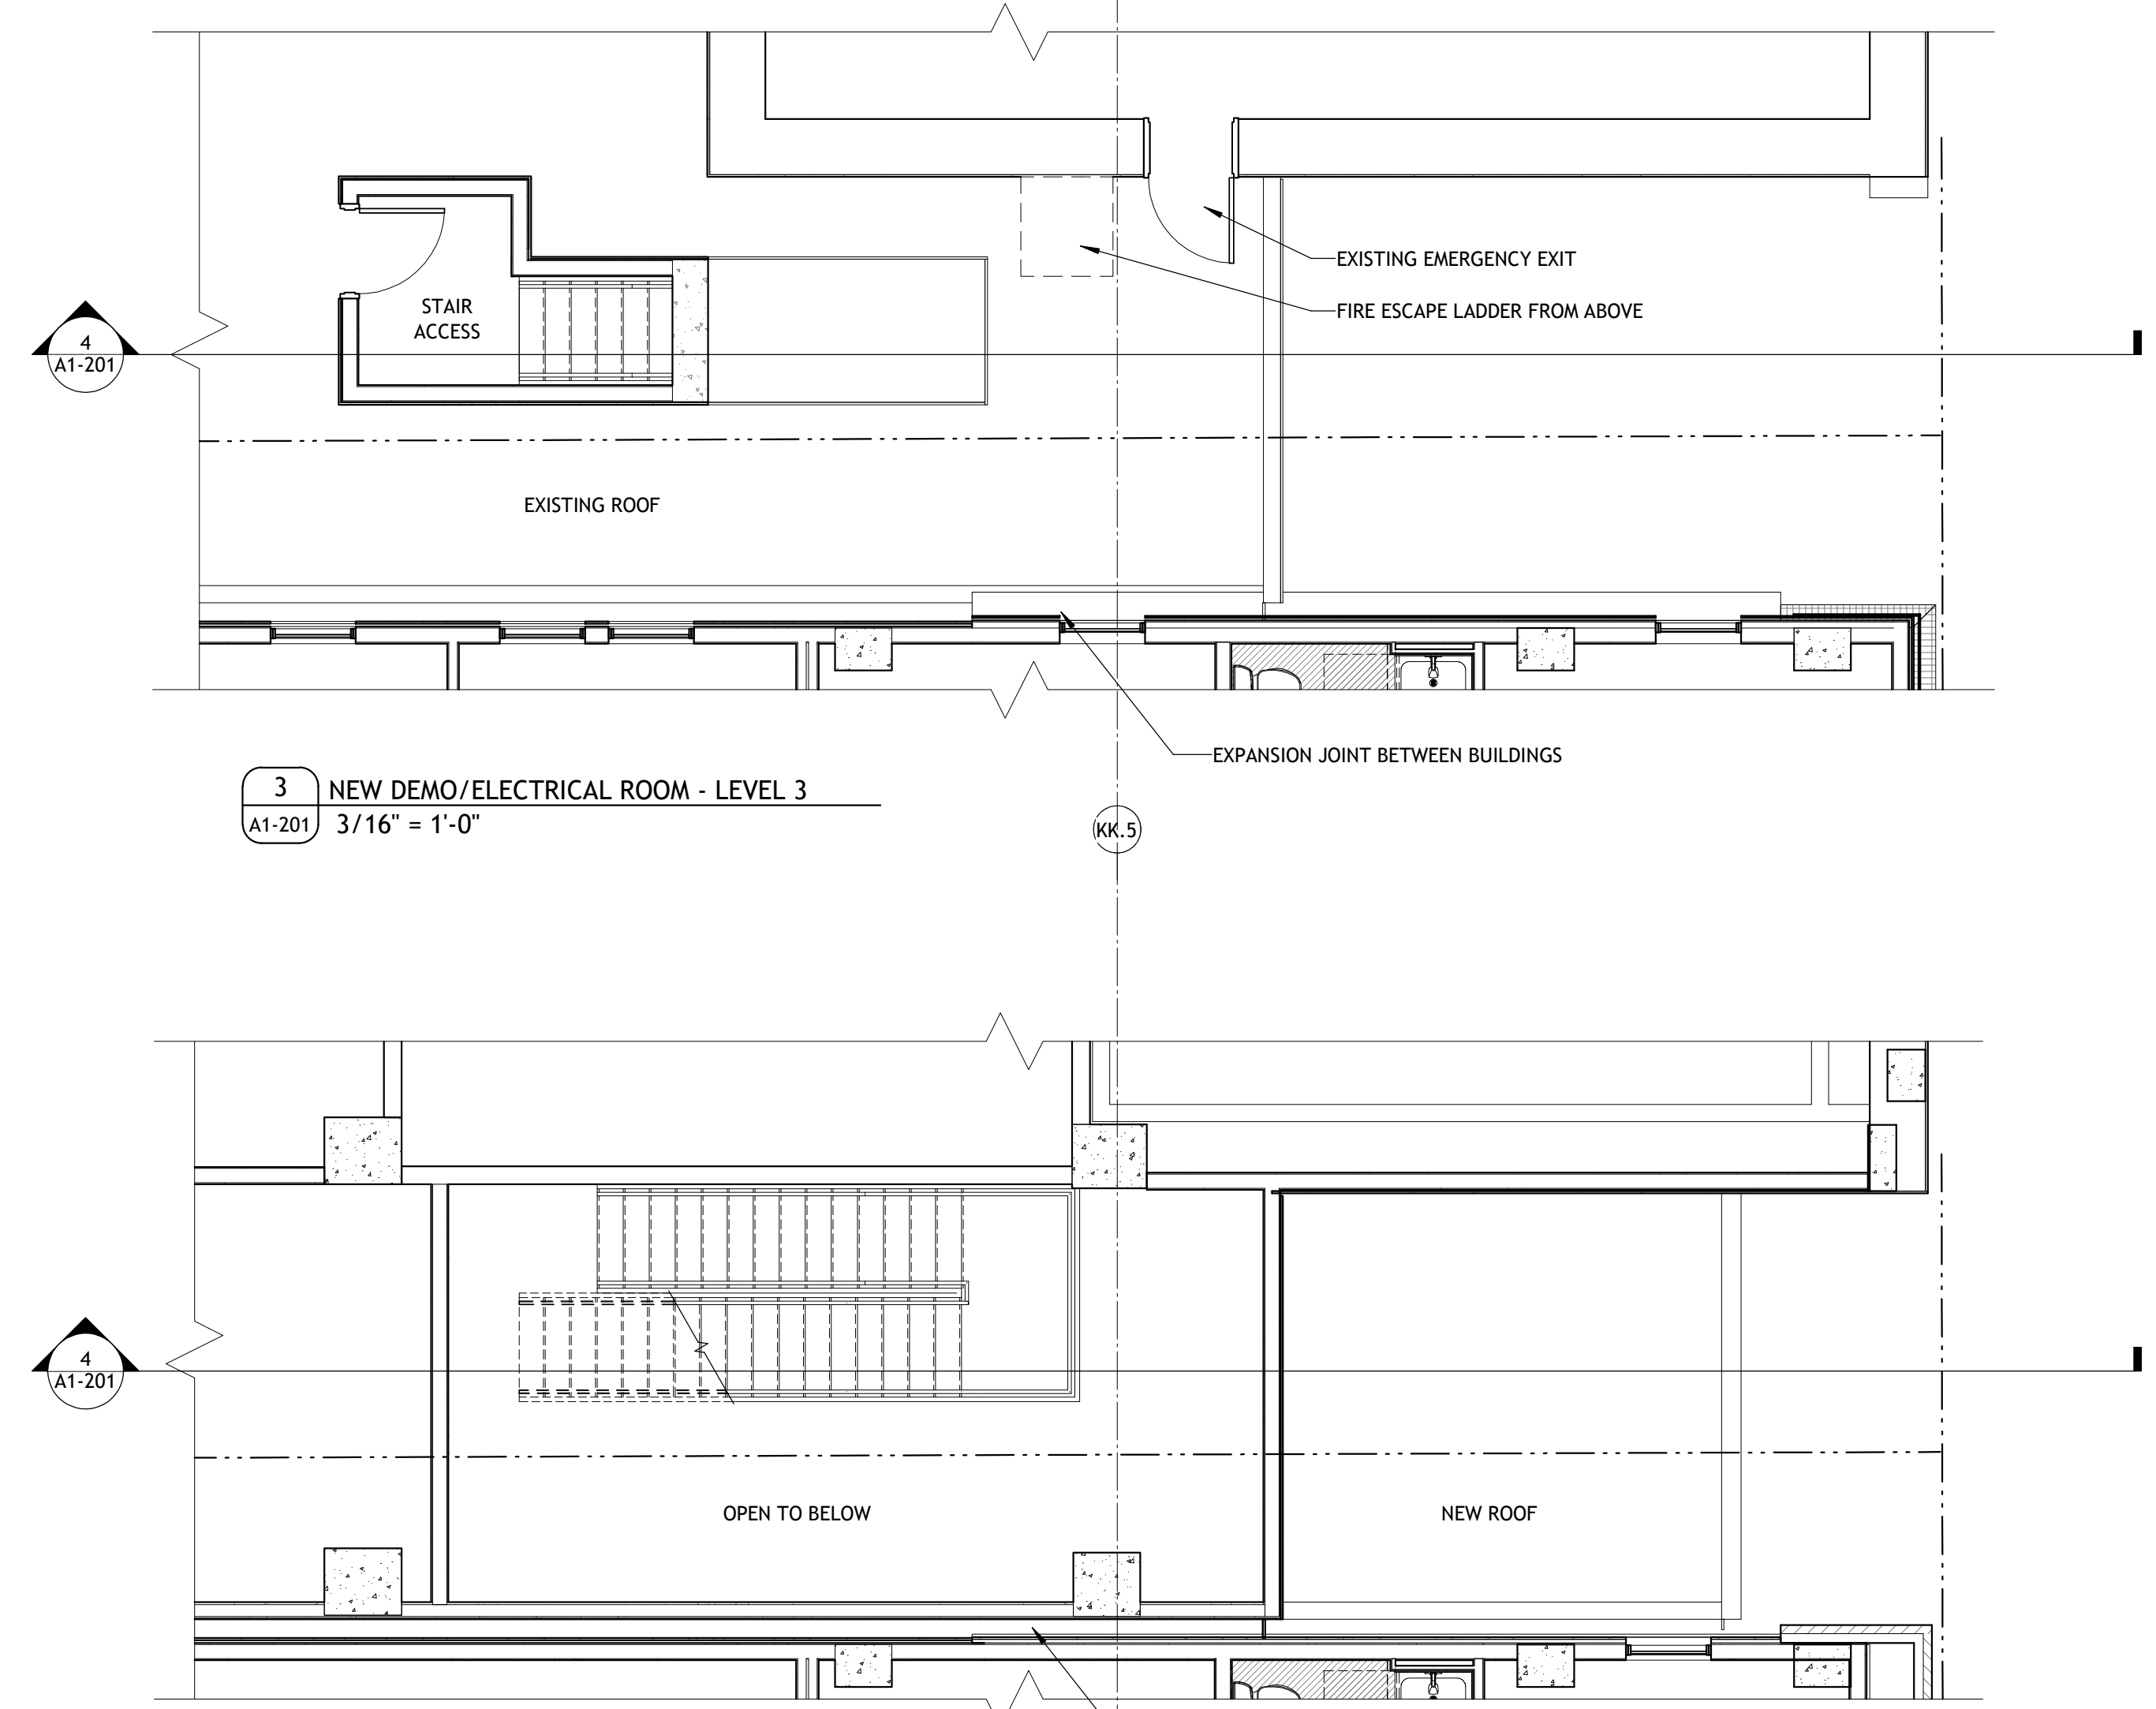 EXISTING EMERGENCY EXIT
STAIR
ACCESS
FIRE ESCAPE LADDER FROM ABOVE
4
A1-201
EXISTING ROOF
EXPANSION JOINT BETWEEN BUILDINGS
3
NEW DEMO/ELECTRICAL ROOM - LEVEL 3
A1-201
3/16" = 1'-0"
KK.5
4
A1-201
OPEN TO BELOW
NEW ROOF